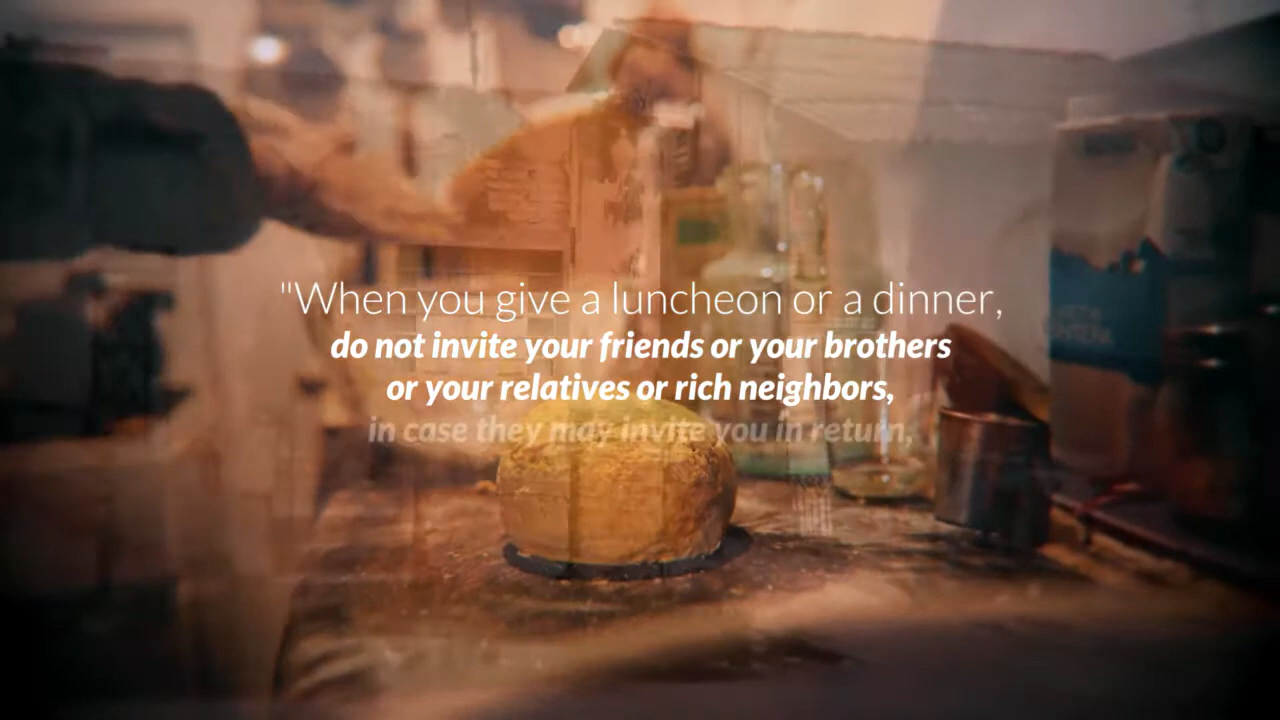 "When you give a luncheon or a dinner,
do not invite your friends or your brothers
or your relatives or rich neighbors,
in case they may invite you in return,